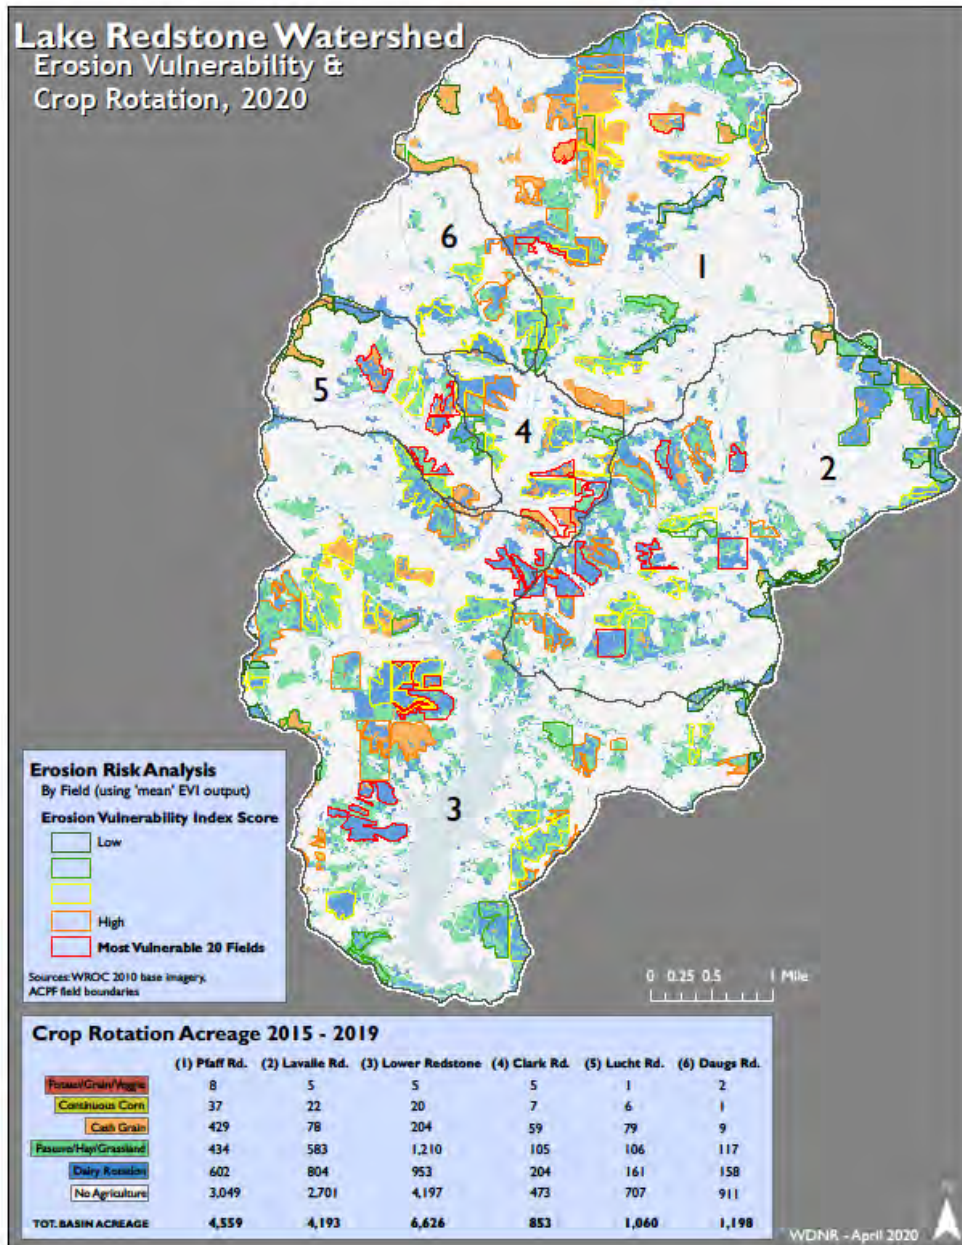 Lake Redstone Watershed
Erosion Vulnerability &
Crop Rotation, 2020
6
1
5
4
2
3
Erosion Risk Analysis
By Field (using 'mean' EVI output)
Erosion Vulnerability Index Score
Low
High
Most Vulnerable 20 Fields
Sources: WROC 2010 base imagery,
ACPF field boundaries
0 0.25 0.5 1 Mile
Crop Rotation Acreage 2015 - 2019
(1) Pfaff Rd. (2) Lavalle Rd. (3) Lower Redstone (4) Clark Rd. (5) Lucht Rd. (6) Daugs Rd.
Potato/Grain/Veggie 8 5 5 5 1 2
Continuous Corn 37 22 20 7 6 1
Cash Grain 429 78 204 59 79 9
Pasture/Hay/Grassland 434 583 1,210 105 106 117
Dairy Rotation 602 804 953 204 161 158
No Agriculture 3,049 2,701 4,197 473 707 911
TOT. BASIN ACREAGE 4,559 4,193 6,626 853 1,060 1,198
WDNR - April 2020